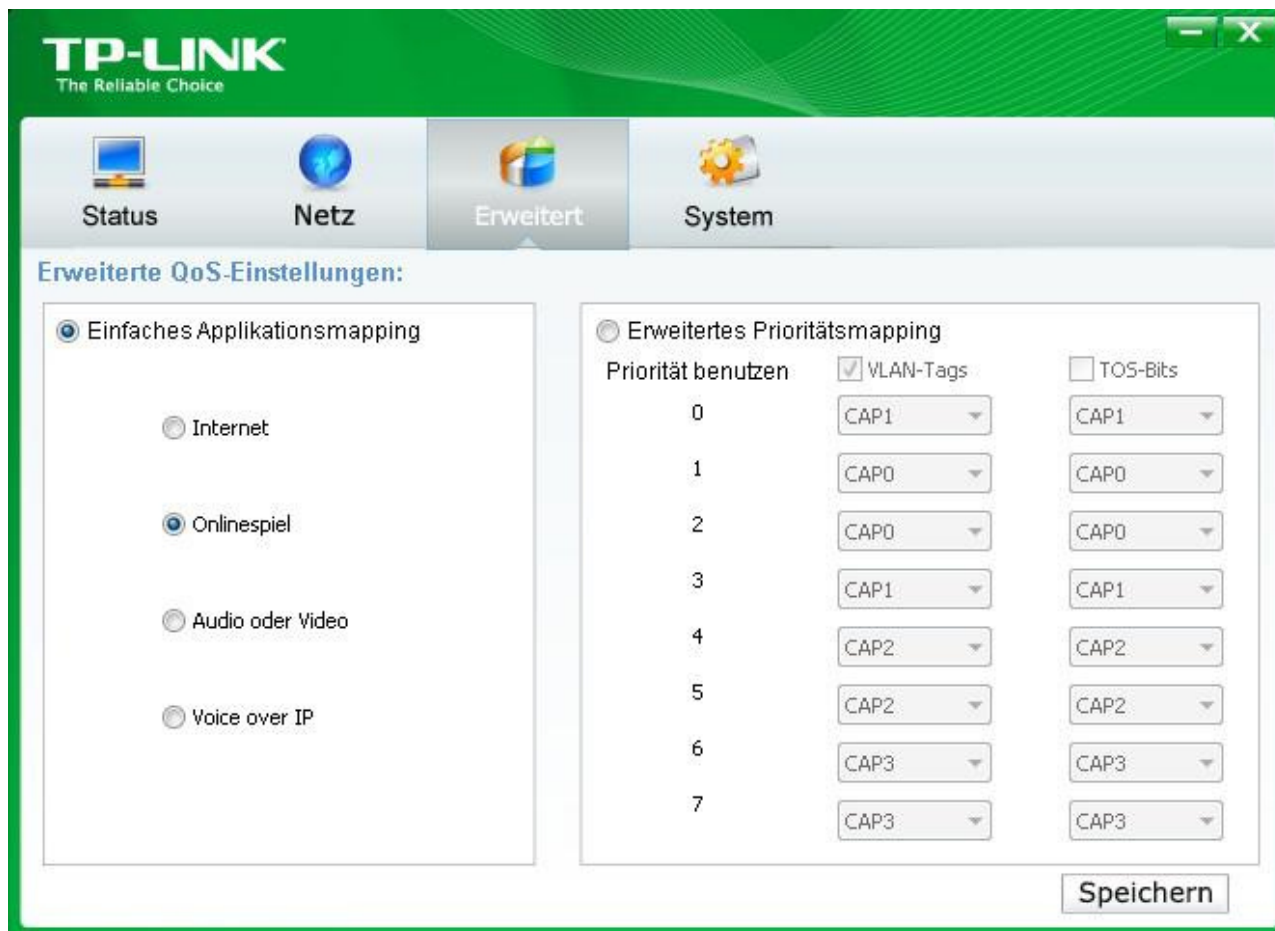 TP-LINK
The Reliable Choice
Status
Netz
Erweitert
System
Erweiterte QoS-Einstellungen:
Einfaches Applikationsmapping
Internet
Onlinespiel
Audio oder Video
Voice over IP
Erweitertes Prioritätsmapping
Priorität benutzen VLAN-Tags TOS-Bits
0 CAP1 CAP1
1 CAP0 CAP0
2 CAP0 CAP0
3 CAP1 CAP1
4 CAP2 CAP2
5 CAP2 CAP2
6 CAP3 CAP3
7 CAP3 CAP3
Speichern